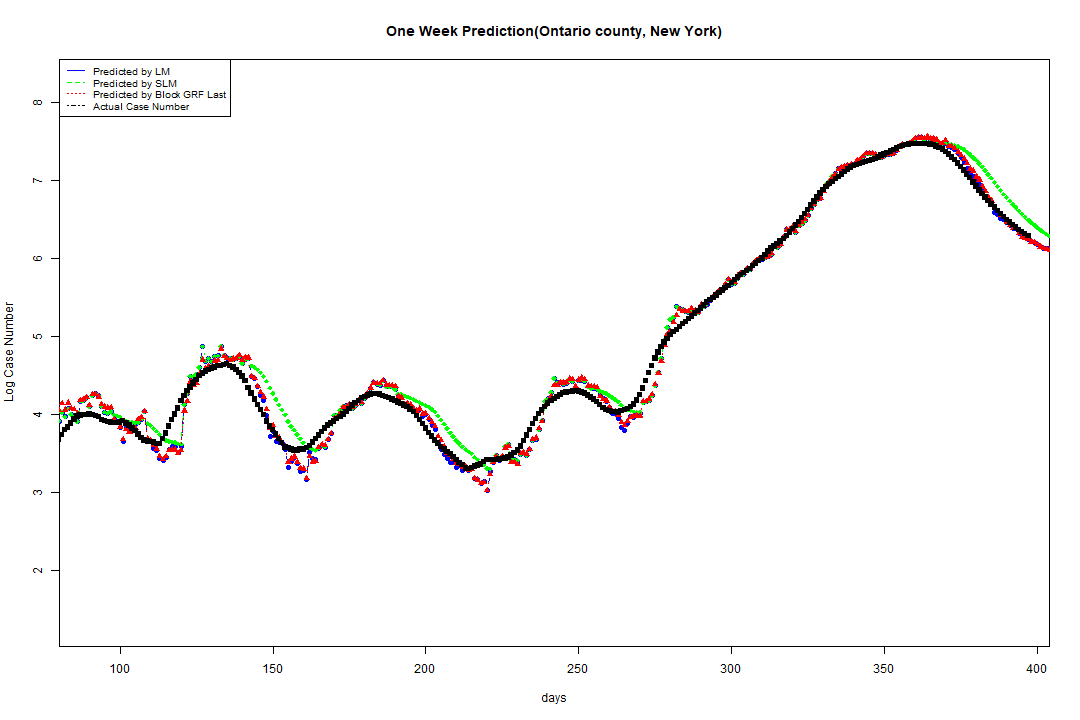 One Week Prediction(Ontario county, New York)
Predicted by LM
Predicted by SLM
Predicted by Block GRF Last
Actual Case Number
Log Case Number
8
7
6
5
4
3
2
100 150 200 250 300 350 400
days